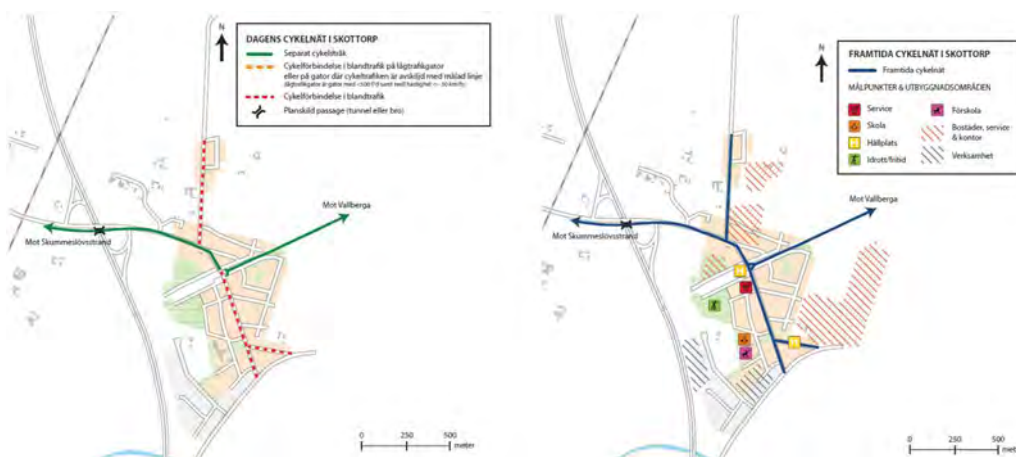 N
DAGENS CYKELNÄT I SKOTTORP
Separat cykelstråk
Cykelförbindelse i blandtrafik på lågtrafikgator
eller på gator där cykeltrafiken är avskiljd med målad linje
Cykelförbindelse i blandtrafik
Planskild passage (tunnel eller bro)
Mot Vallberga
Mot Skummeslövsstrand
0 250 500
meter
N
FRAMTIDA CYKELNÄT I SKOTTORP
Framtida cykelnät
MÅLPUNKTER & UTBYGGNADSOMRÅDEN
Service
Förskola
Skola
Bostäder, service
& kontor
H
Hållplats
Verksamhet
Idrott/fritid
Mot Vallberga
Mot Skummeslövsstrand
H
H
0 250 500